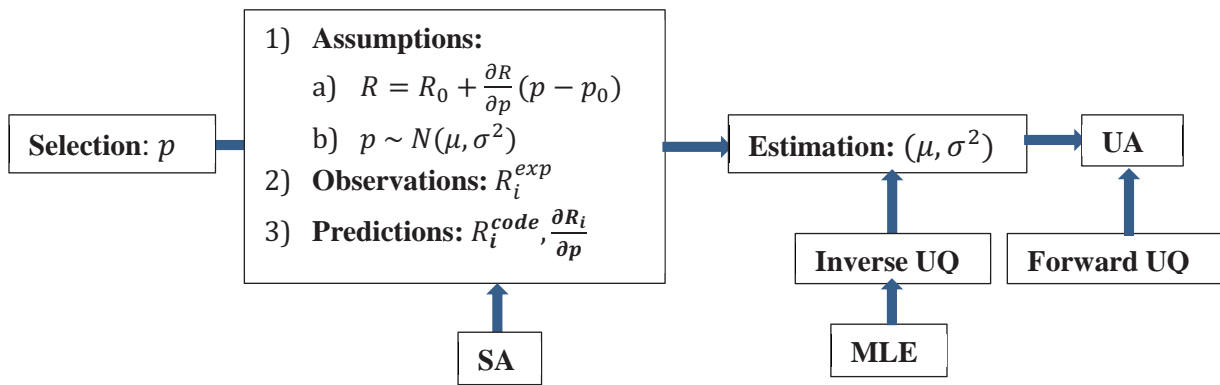 Selection: 𝑝
1) Assumptions:
a) 𝑅 = 𝑅₀ + ∂𝑅/∂𝑝 (𝑝 − 𝑝₀)
b) 𝑝 ~ 𝑁(𝜇, 𝜎²)
2) Observations: 𝑅ᵢ^{exp}
3) Predictions: 𝑅ᵢ^{code}, ∂𝑅ᵢ/∂𝑝
Estimation: (𝜇, 𝜎²)
UA
Inverse UQ
Forward UQ
SA
MLE